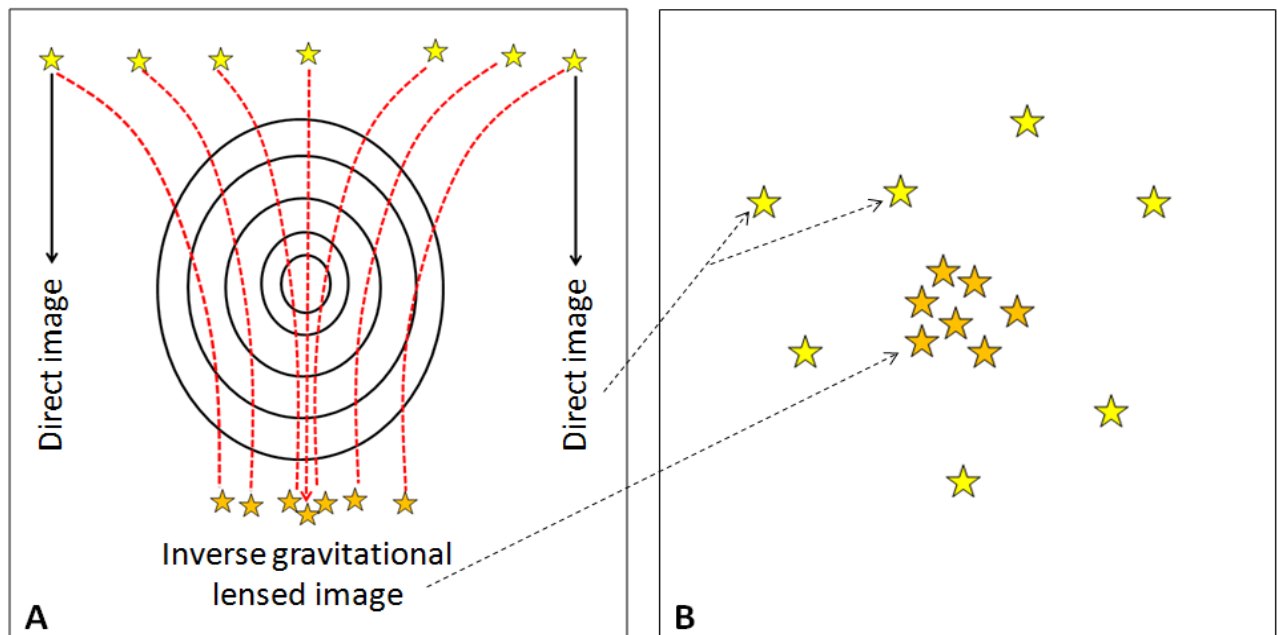 Direct image
Direct image
Inverse gravitational
lensed image
A
B